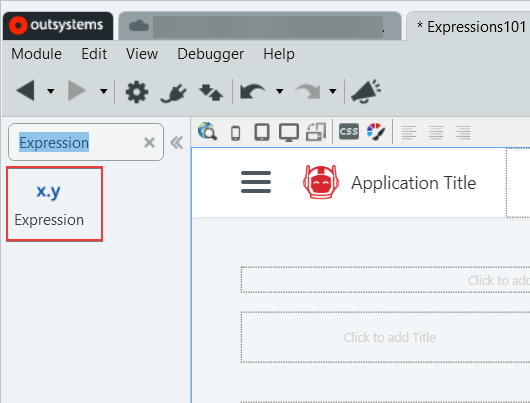 outsystems
* Expressions101
Module Edit View Debugger Help
Expression
CSS
x.y
Expression
Application Title
Click to add
Click to add Title